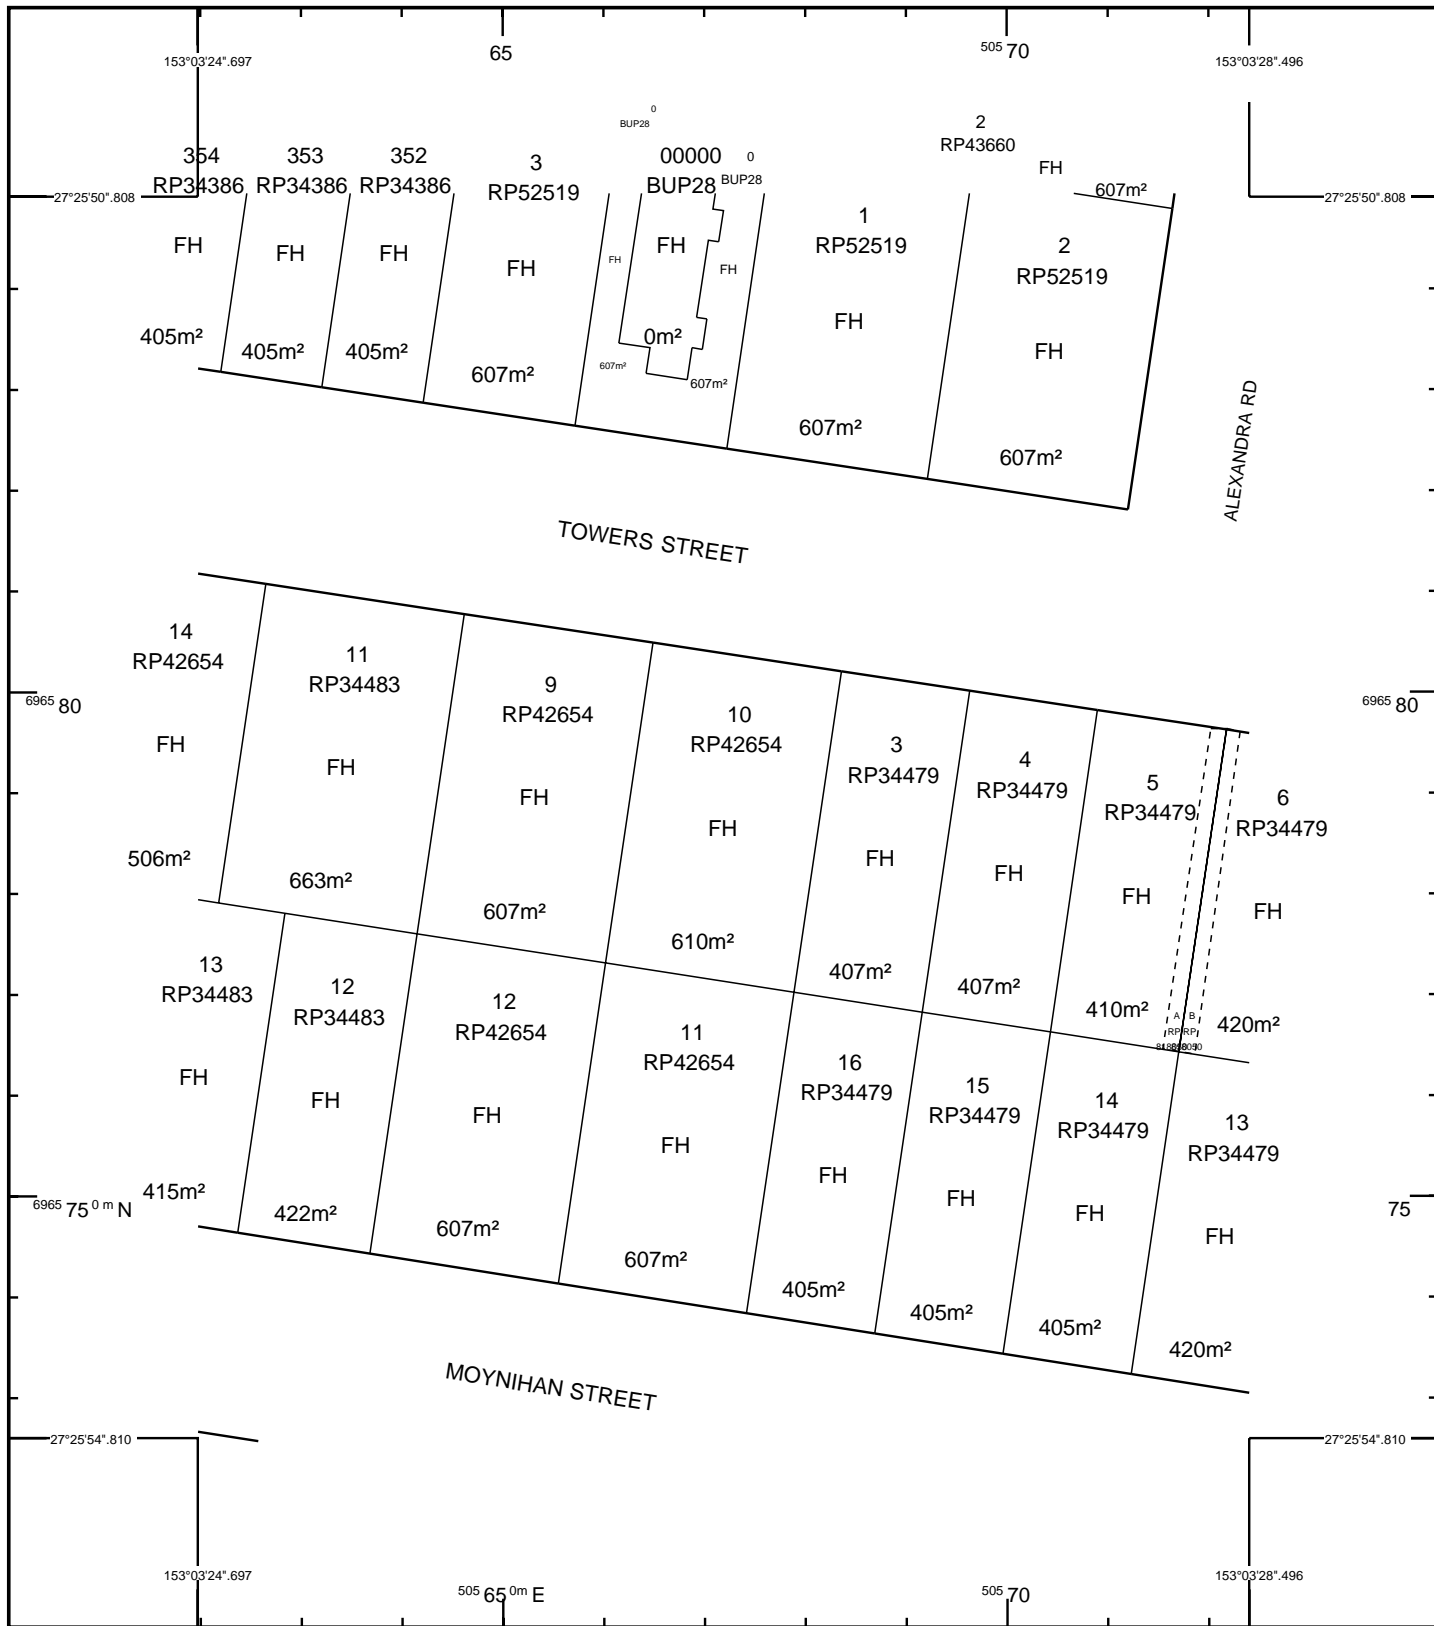 65
505 70
153°03'24".697
153°03'28".496
0
BUP28
2
RP43660
FH
607m²
354
RP34386
353
RP34386
352
RP34386
3
RP52519
00000
BUP28
0
BUP28
27°25'50".808
27°25'50".808
1
RP52519
2
RP52519
FH
FH
FH
FH
FH
FH
FH
FH
FH
405m²
405m²
405m²
607m²
607m²
0m²
607m²
607m²
607m²
ALEXANDRA RD
TOWERS STREET
14
RP42654
11
RP34483
9
RP42654
10
RP42654
3
RP34479
4
RP34479
5
RP34479
6
RP34479
6965 80
6965 80
FH
FH
FH
FH
FH
FH
FH
FH
506m²
663m²
607m²
610m²
407m²
407m²
410m²
420m²
A
RP
B
RP
13
RP34483
12
RP34483
12
RP42654
11
RP42654
16
RP34479
15
RP34479
14
RP34479
13
RP34479
FH
FH
FH
FH
FH
FH
FH
FH
415m²
422m²
607m²
607m²
405m²
405m²
405m²
420m²
6965 75 0 m N
75
MOYNIHAN STREET
27°25'54".810
27°25'54".810
153°03'24".697
153°03'28".496
505 65 0m E
505 70